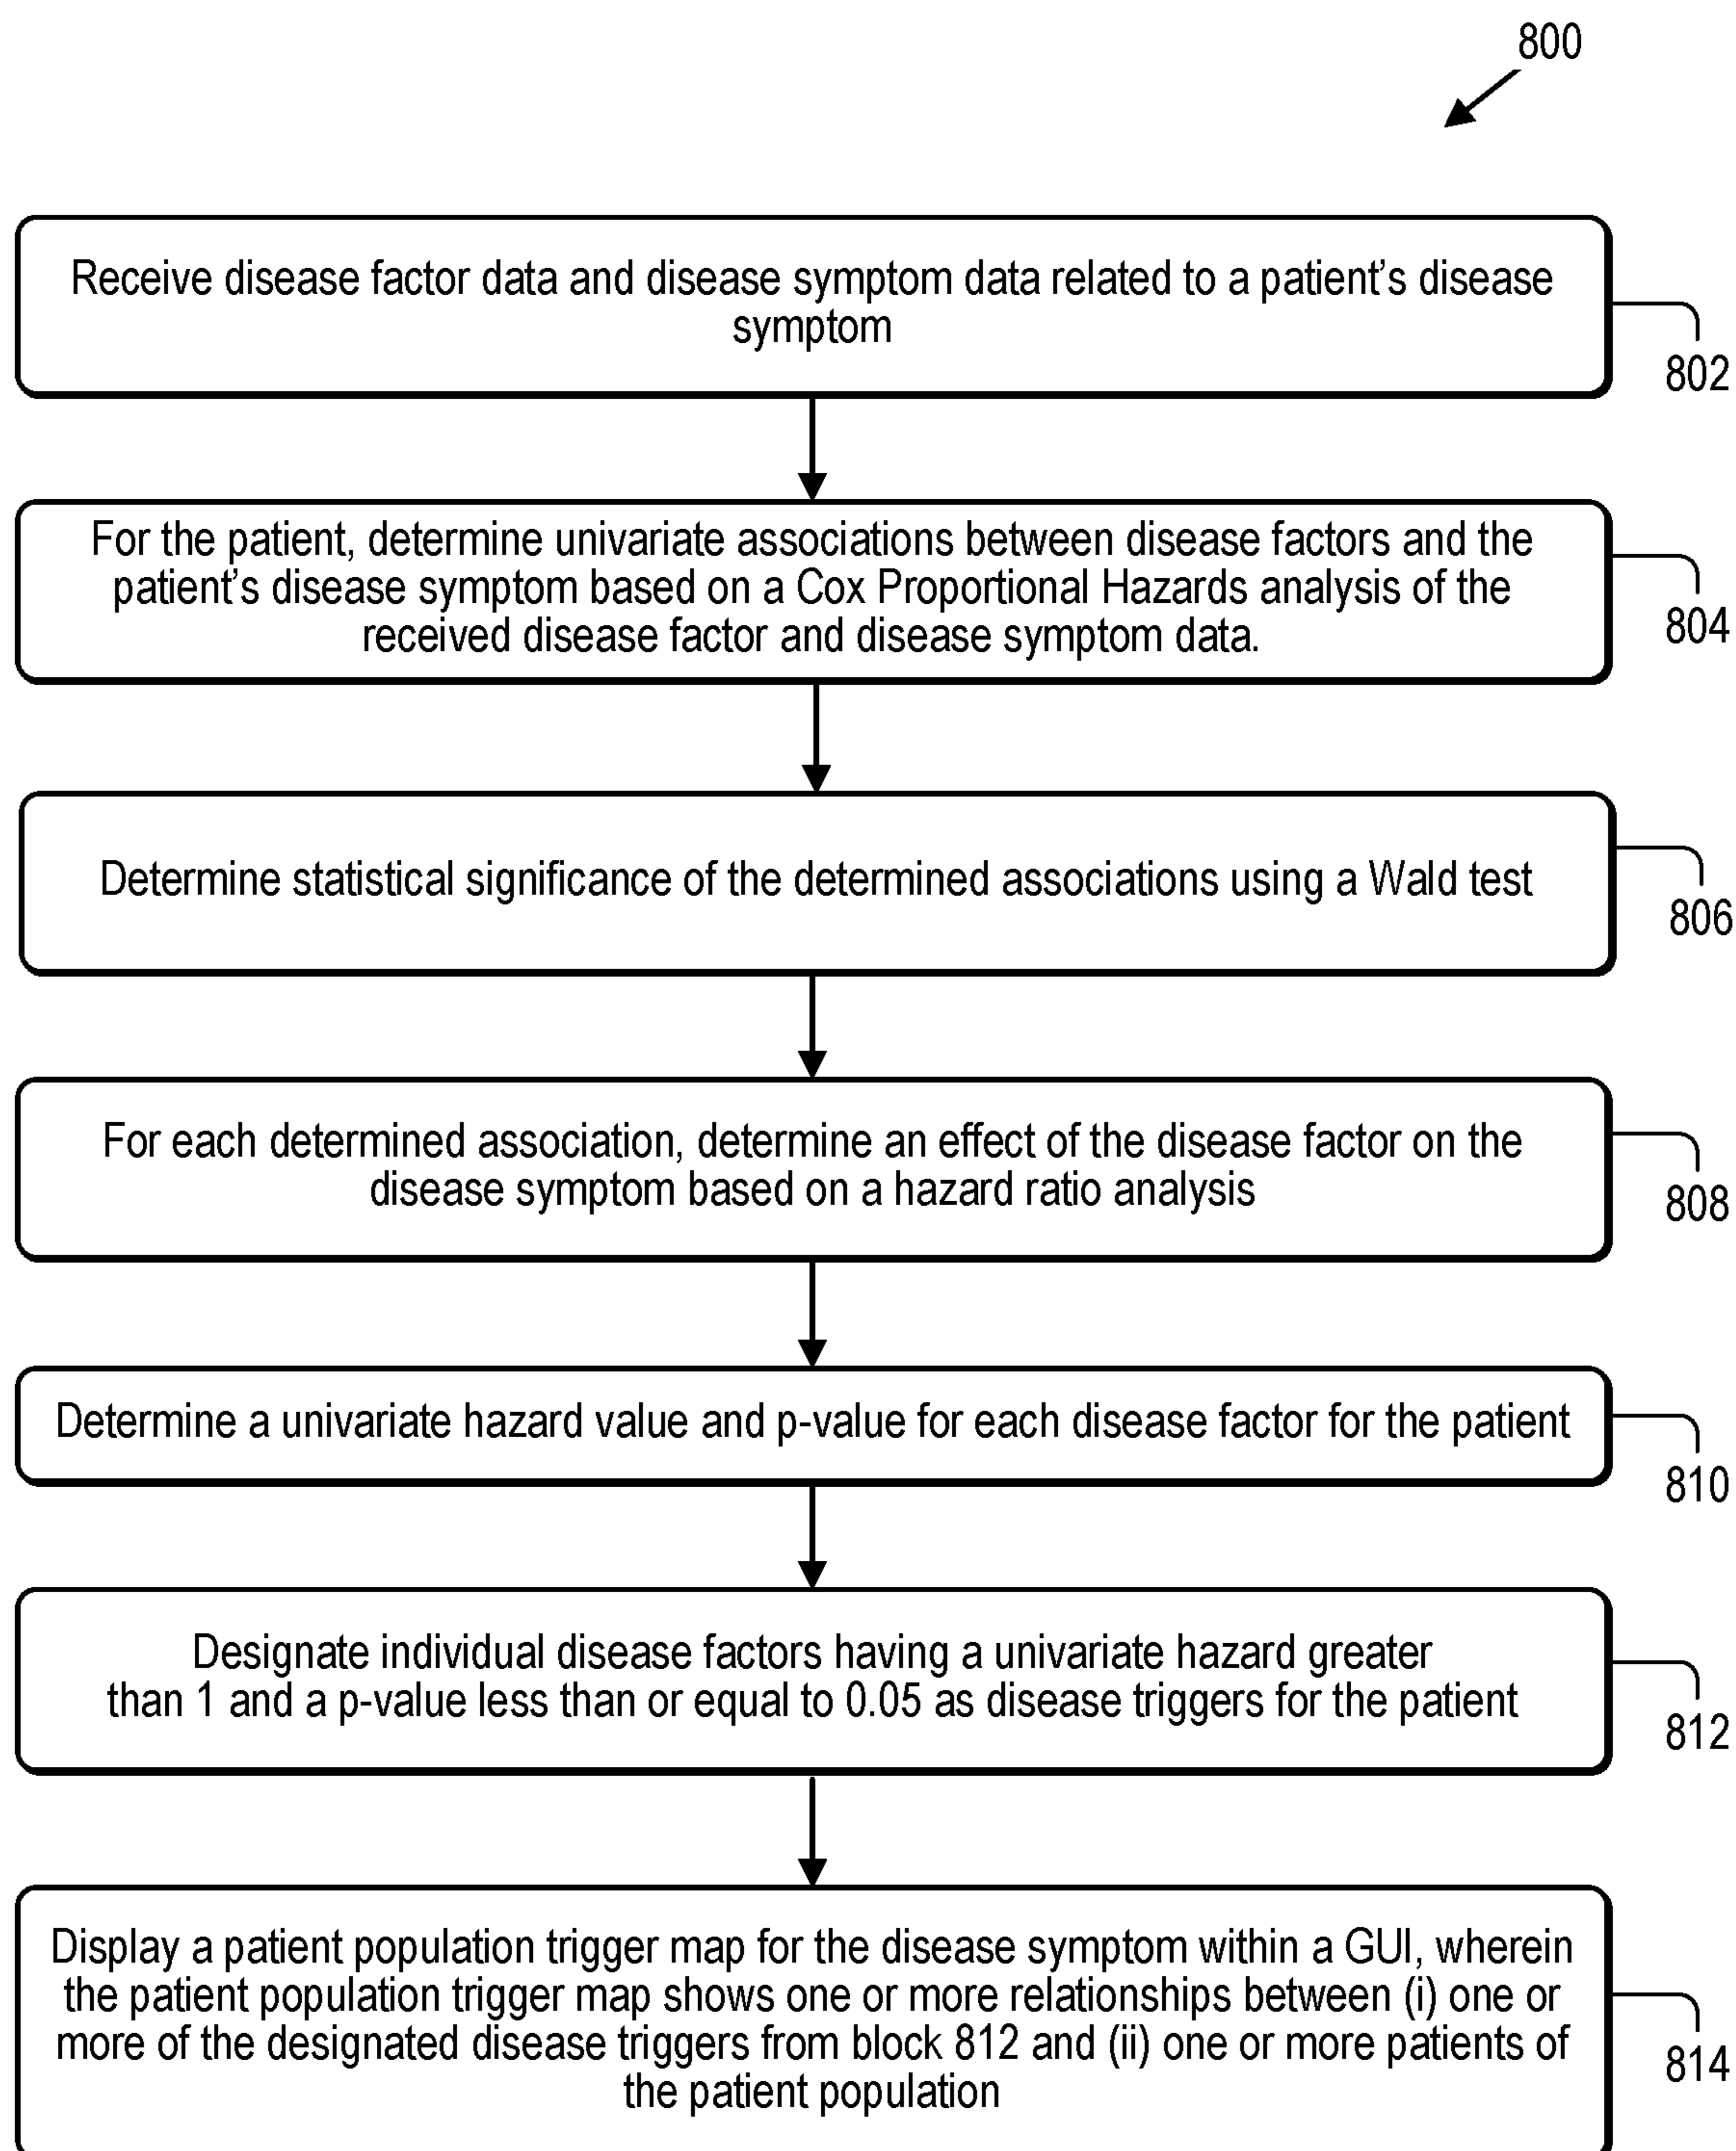 800
Receive disease factor data and disease symptom data related to a patient's disease
symptom
802
For the patient, determine univariate associations between disease factors and the
patient's disease symptom based on a Cox Proportional Hazards analysis of the
received disease factor and disease symptom data.
804
Determine statistical significance of the determined associations using a Wald test
806
For each determined association, determine an effect of the disease factor on the
disease symptom based on a hazard ratio analysis
808
Determine a univariate hazard value and p-value for each disease factor for the patient
810
Designate individual disease factors having a univariate hazard greater
than 1 and a p-value less than or equal to 0.05 as disease triggers for the patient
812
Display a patient population trigger map for the disease symptom within a GUI, wherein
the patient population trigger map shows one or more relationships between (i) one or
more of the designated disease triggers from block 812 and (ii) one or more patients of
the patient population
814